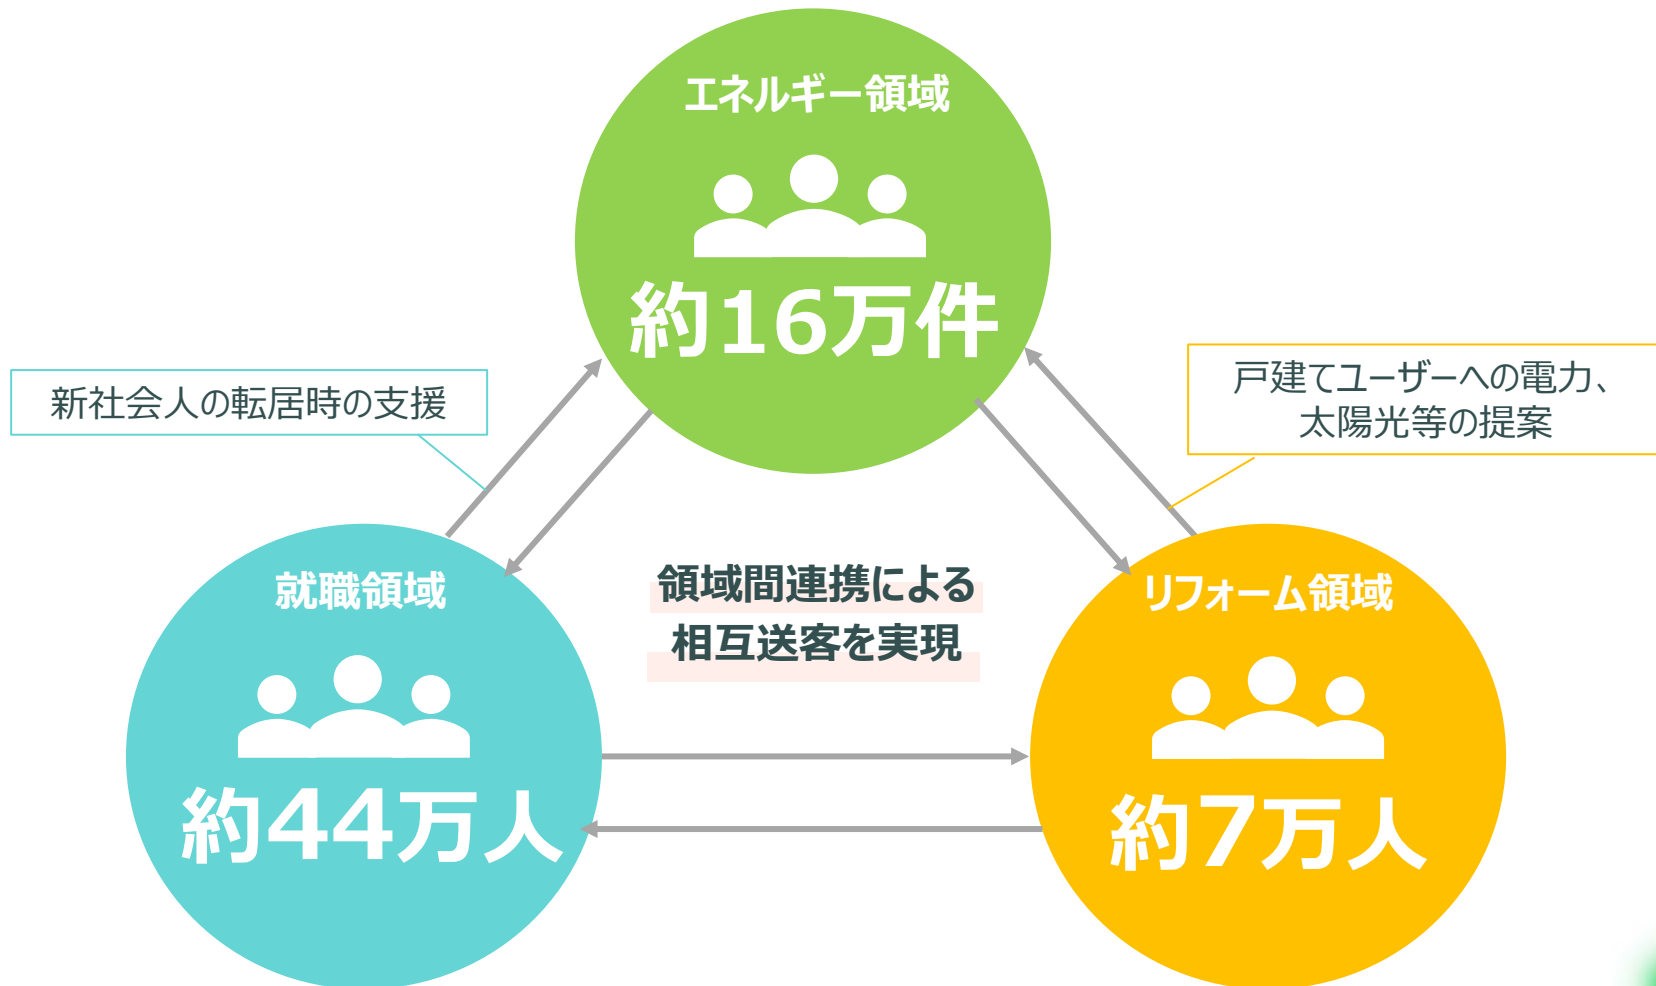 エネルギー領域
約16万件
新社会人の転居時の支援
戸建てユーザーへの電力、
太陽光等の提案
領域間連携による
相互送客を実現
就職領域
約44万人
リフォーム領域
約7万人